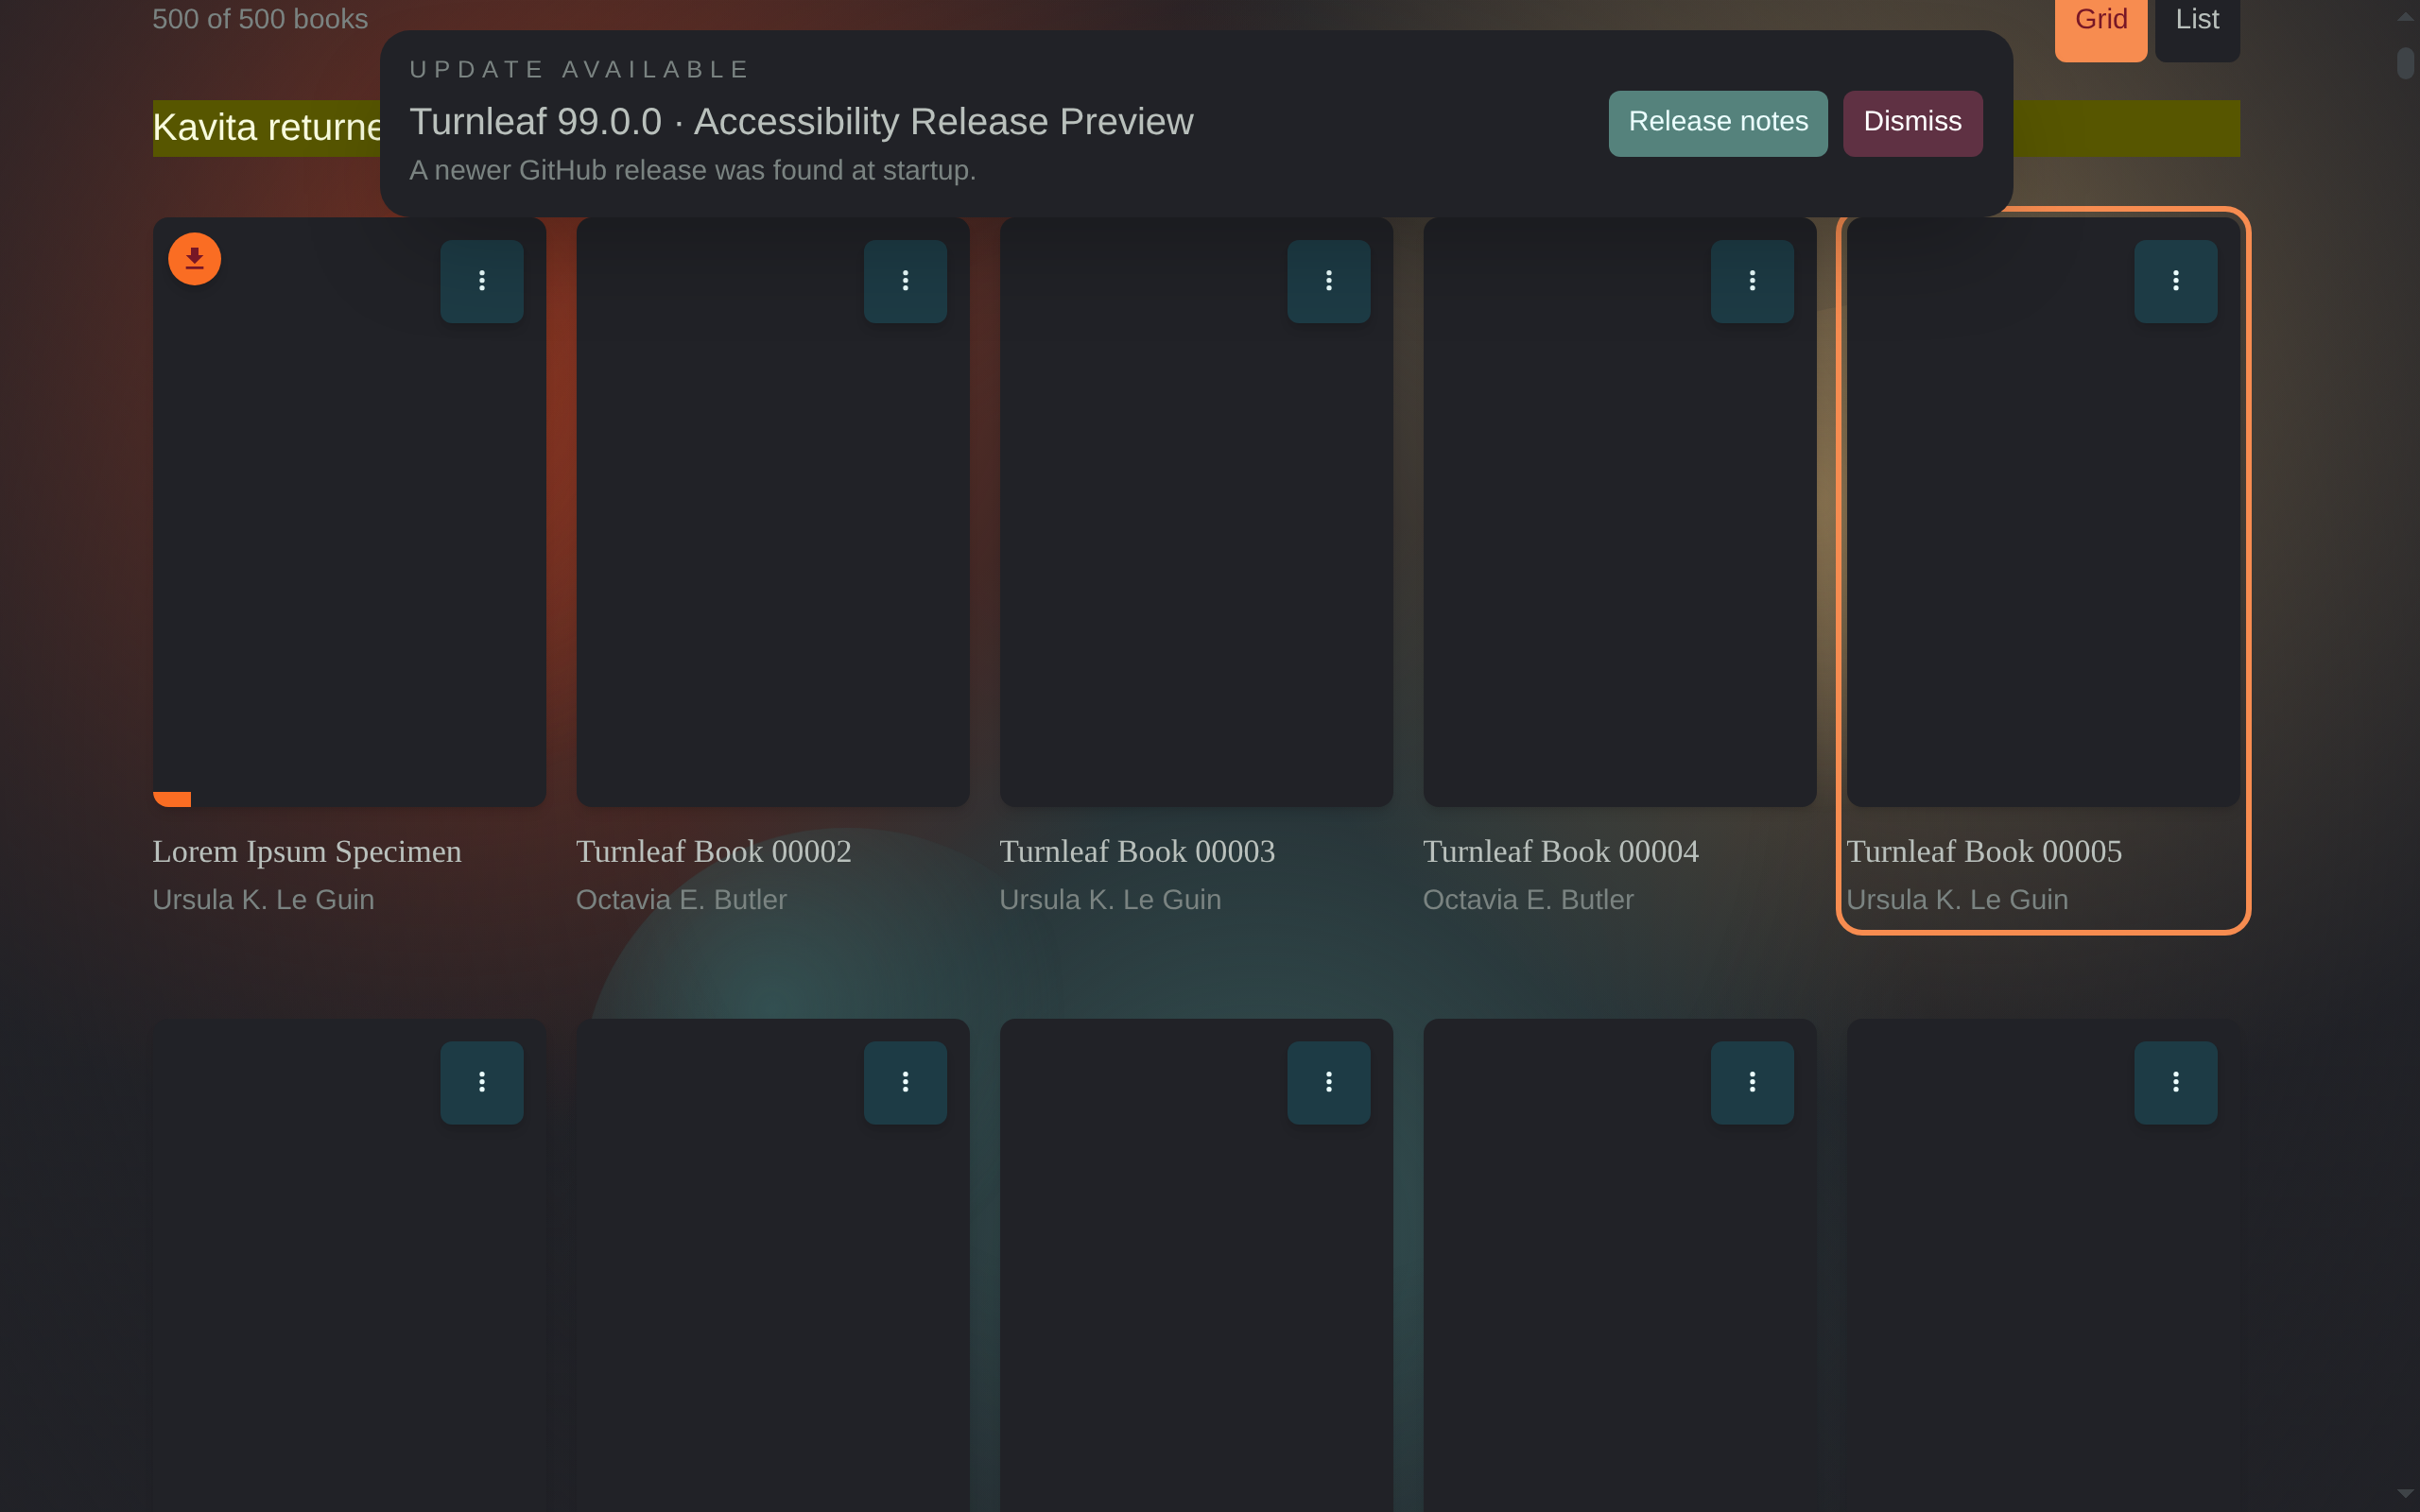 500 of 500 books
Grid
List
UPDATE AVAILABLE
Turnleaf 99.0.0 · Accessibility Release Preview
A newer GitHub release was found at startup.
Release notes
Dismiss
Kavita
Lorem Ipsum Specimen
Ursula K. Le Guin
Turnleaf Book 00002
Octavia E. Butler
Turnleaf Book 00003
Ursula K. Le Guin
Turnleaf Book 00004
Octavia E. Butler
Turnleaf Book 00005
Ursula K. Le Guin